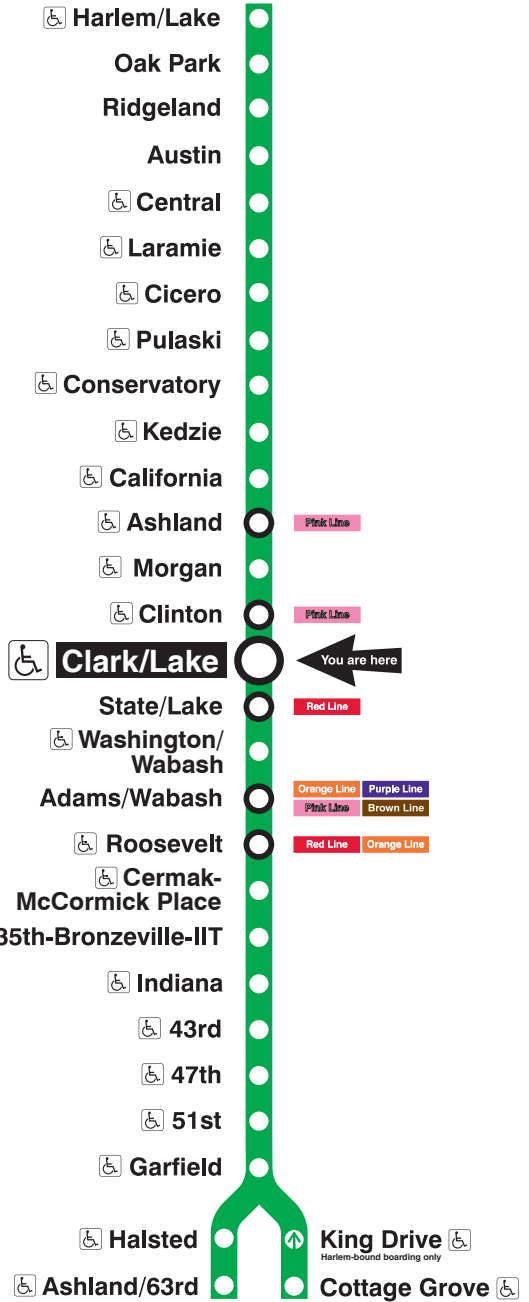 Harlem/Lake
Oak Park
Ridgeland
Austin
Central
Laramie
Cicero
Pulaski
Conservatory
Kedzie
California
Ashland
Pink Line
Morgan
Clinton
Pink Line
Clark/Lake
You are here
State/Lake
Red Line
Washington/
Wabash
Adams/Wabash
Orange Line Purple Line
Pink Line Brown Line
Roosevelt
Red Line Orange Line
Cermak-
McCormick Place
35th-Bronzeville-IIT
Indiana
43rd
47th
51st
Garfield
Halsted
King Drive
Harlem-bound boarding only
Ashland/63rd
Cottage Grove